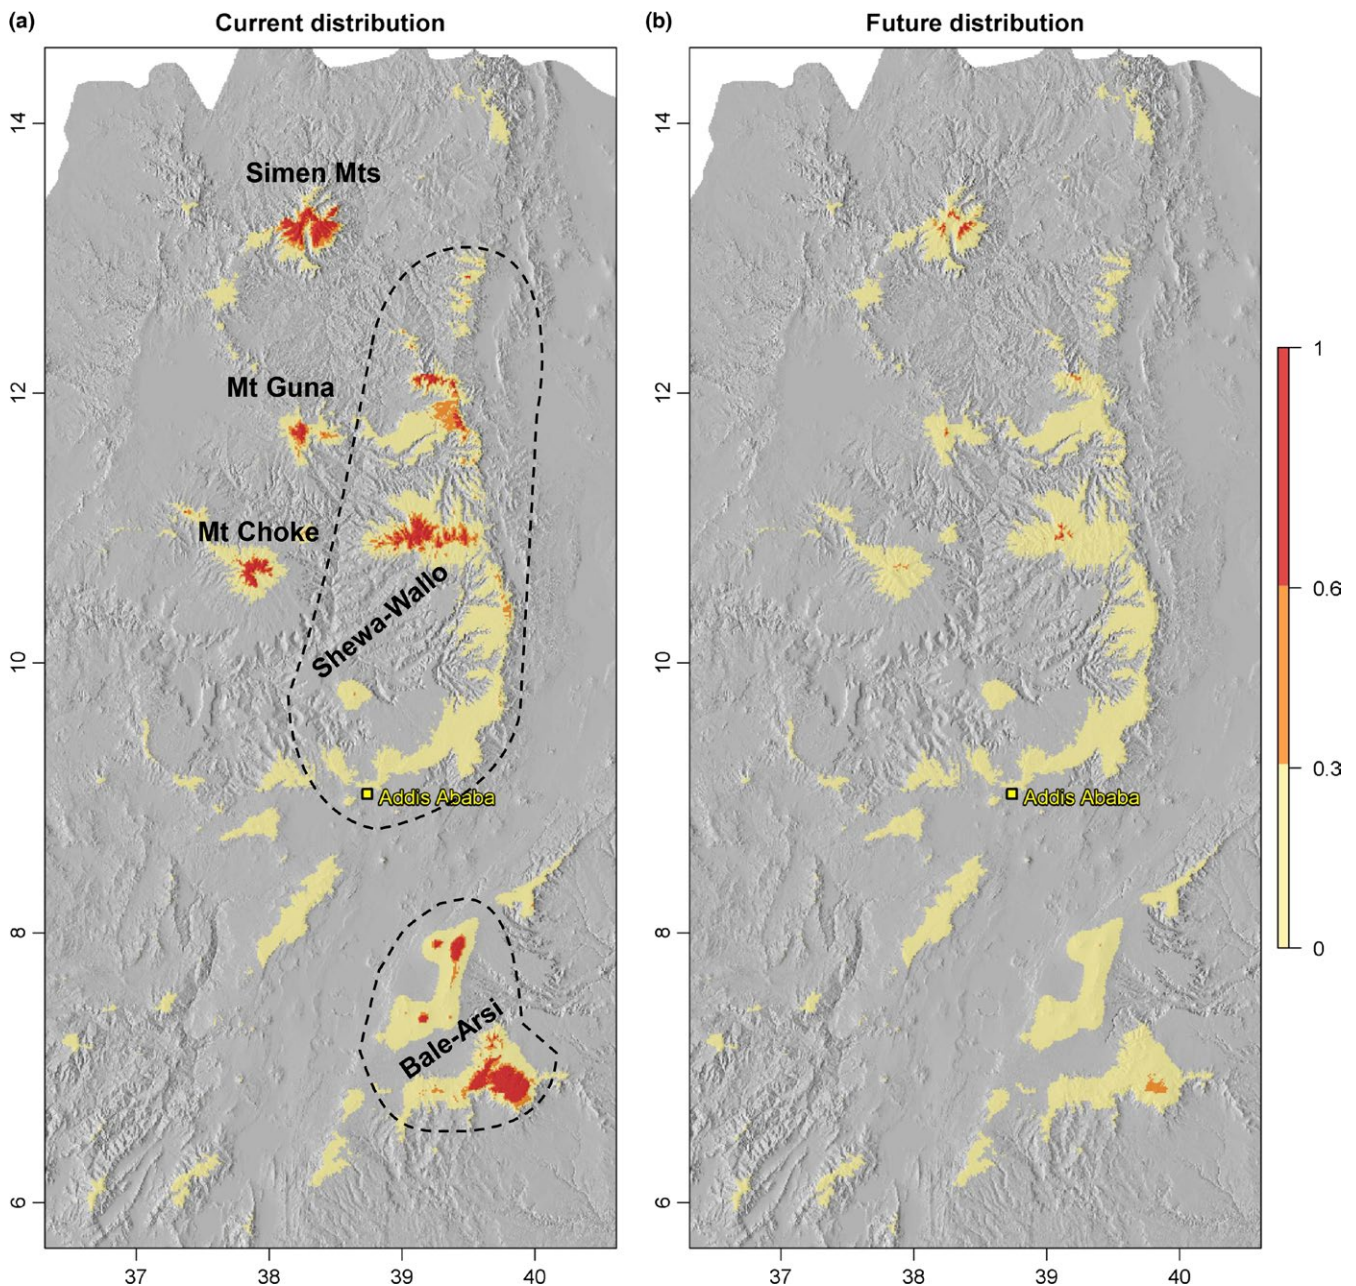 (a) Current distribution
(b) Future distribution
Simen Mts
Mt Guna
Mt Choke
Shewa-Wallo
Addis Ababa
Bale-Arsi
14
12
10
8
6
37 38 39 40
14
12
10
8
6
Addis Ababa
37 38 39 40
1
0.6
0.3
0